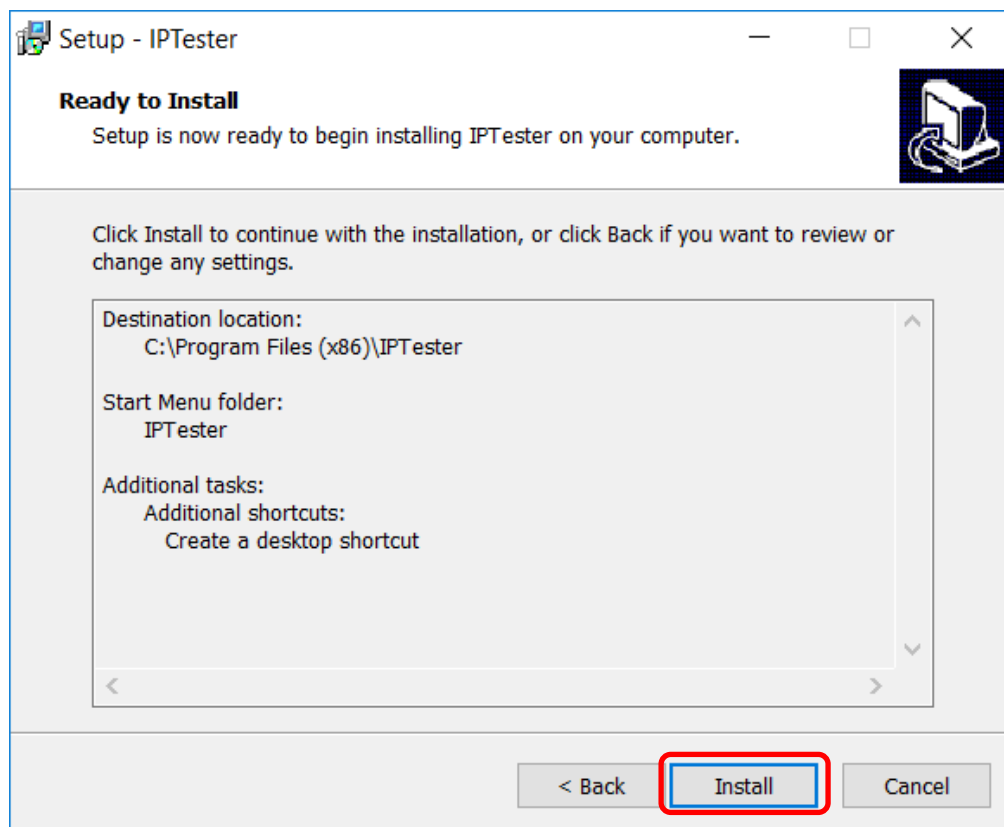 Setup - IPTester
Ready to Install
Setup is now ready to begin installing IPTester on your computer.
Click Install to continue with the installation, or click Back if you want to review or
change any settings.
Destination location:
C:\Program Files (x86)\IPTester
Start Menu folder:
IPTester
Additional tasks:
Additional shortcuts:
Create a desktop shortcut
< Back
Install
Cancel